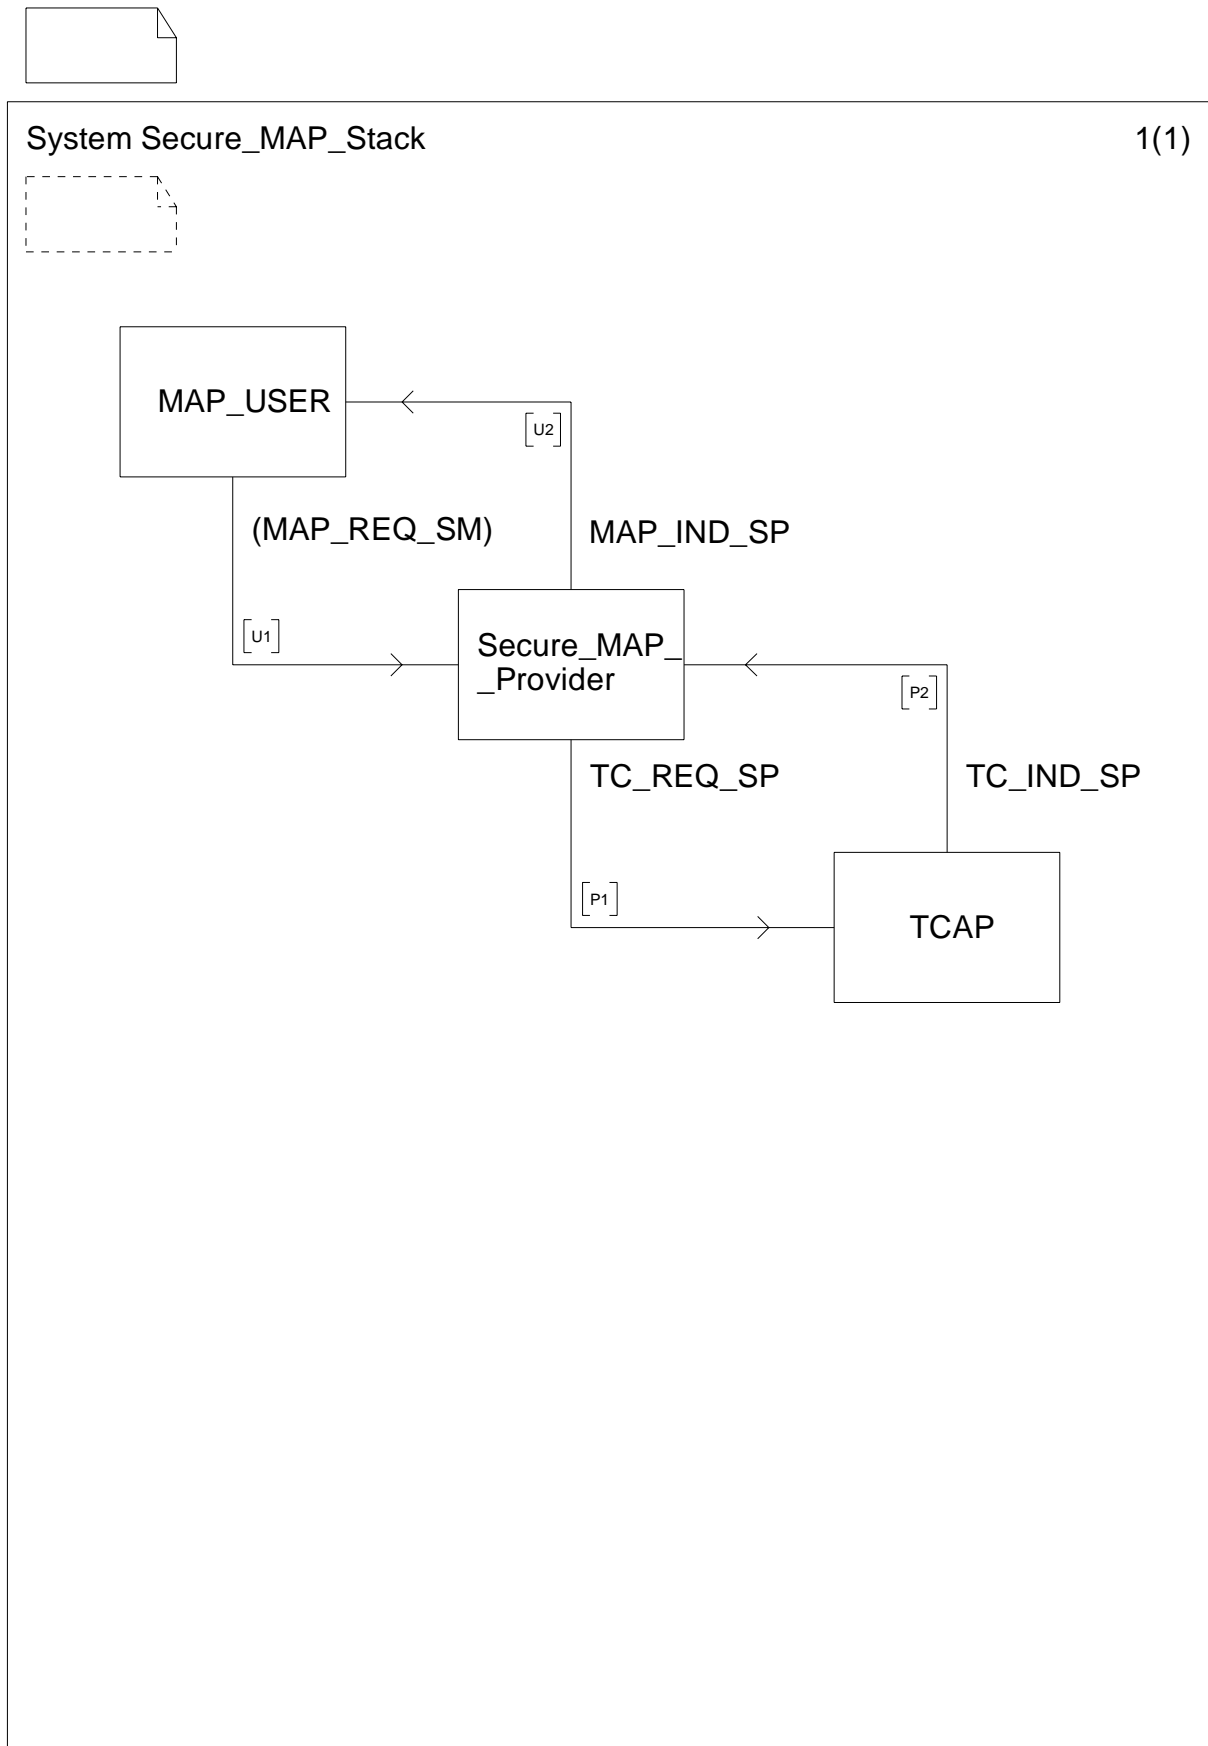 System Secure_MAP_Stack 1(1)
MAP_USER
[U2]
(MAP_REQ_SM)
MAP_IND_SP
[U1]
Secure_MAP_
_Provider
[P2]
TC_REQ_SP
TC_IND_SP
[P1]
TCAP